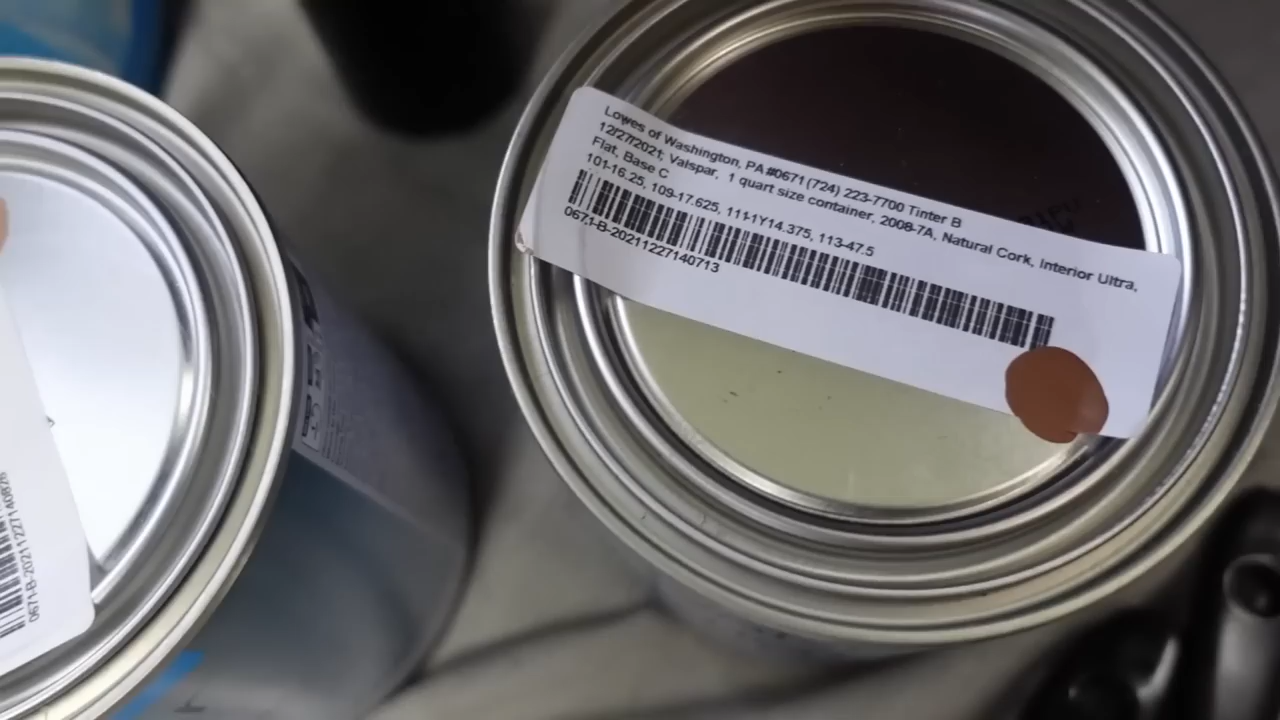 Lowes of Washington, PA #0671 (724) 223-7700 Tinter B
12/27/2021, Valspar, 1 quart size container, 2008-7A, Natural Cork, Interior Ultra,
Flat, Base C
101-16.25, 109-17.625, 111-1Y14.375, 113-47.5
0671-B-20211227140713
0671-B-20211227140826